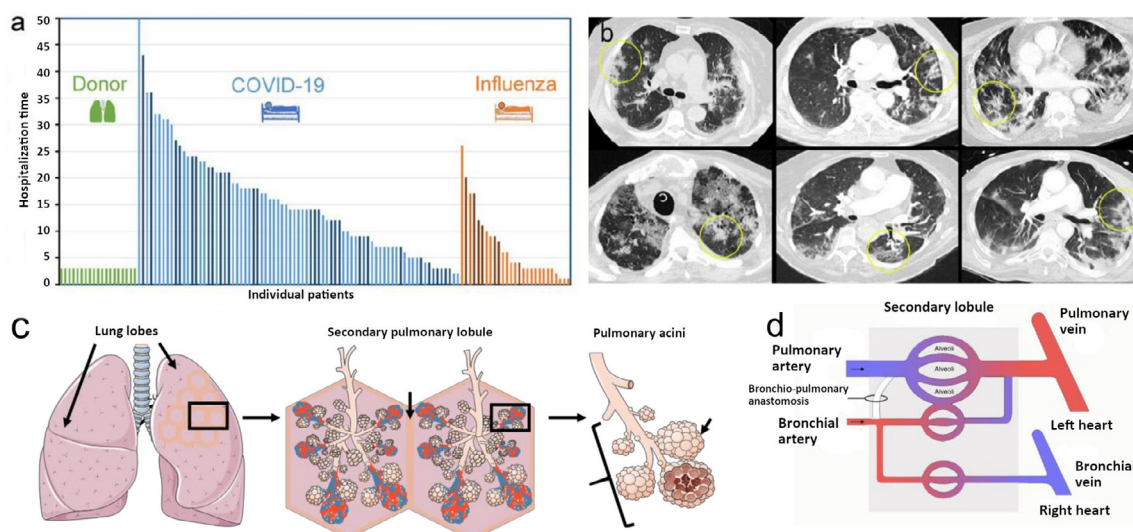 a
50
45
40
35
30
25
20
15
10
5
0
Hospitalization time
Donor
COVID-19
Influenza
Individual patients
b
c
Lung lobes
Secondary pulmonary lobule
Pulmonary acini
d
Secondary lobule
Pulmonary
vein
Pulmonary
artery
Alveoli
Alveoli
Alveoli
Bronchio-pulmonary
anastomosis
Bronchial
artery
Left heart
Bronchia
vein
Right heart